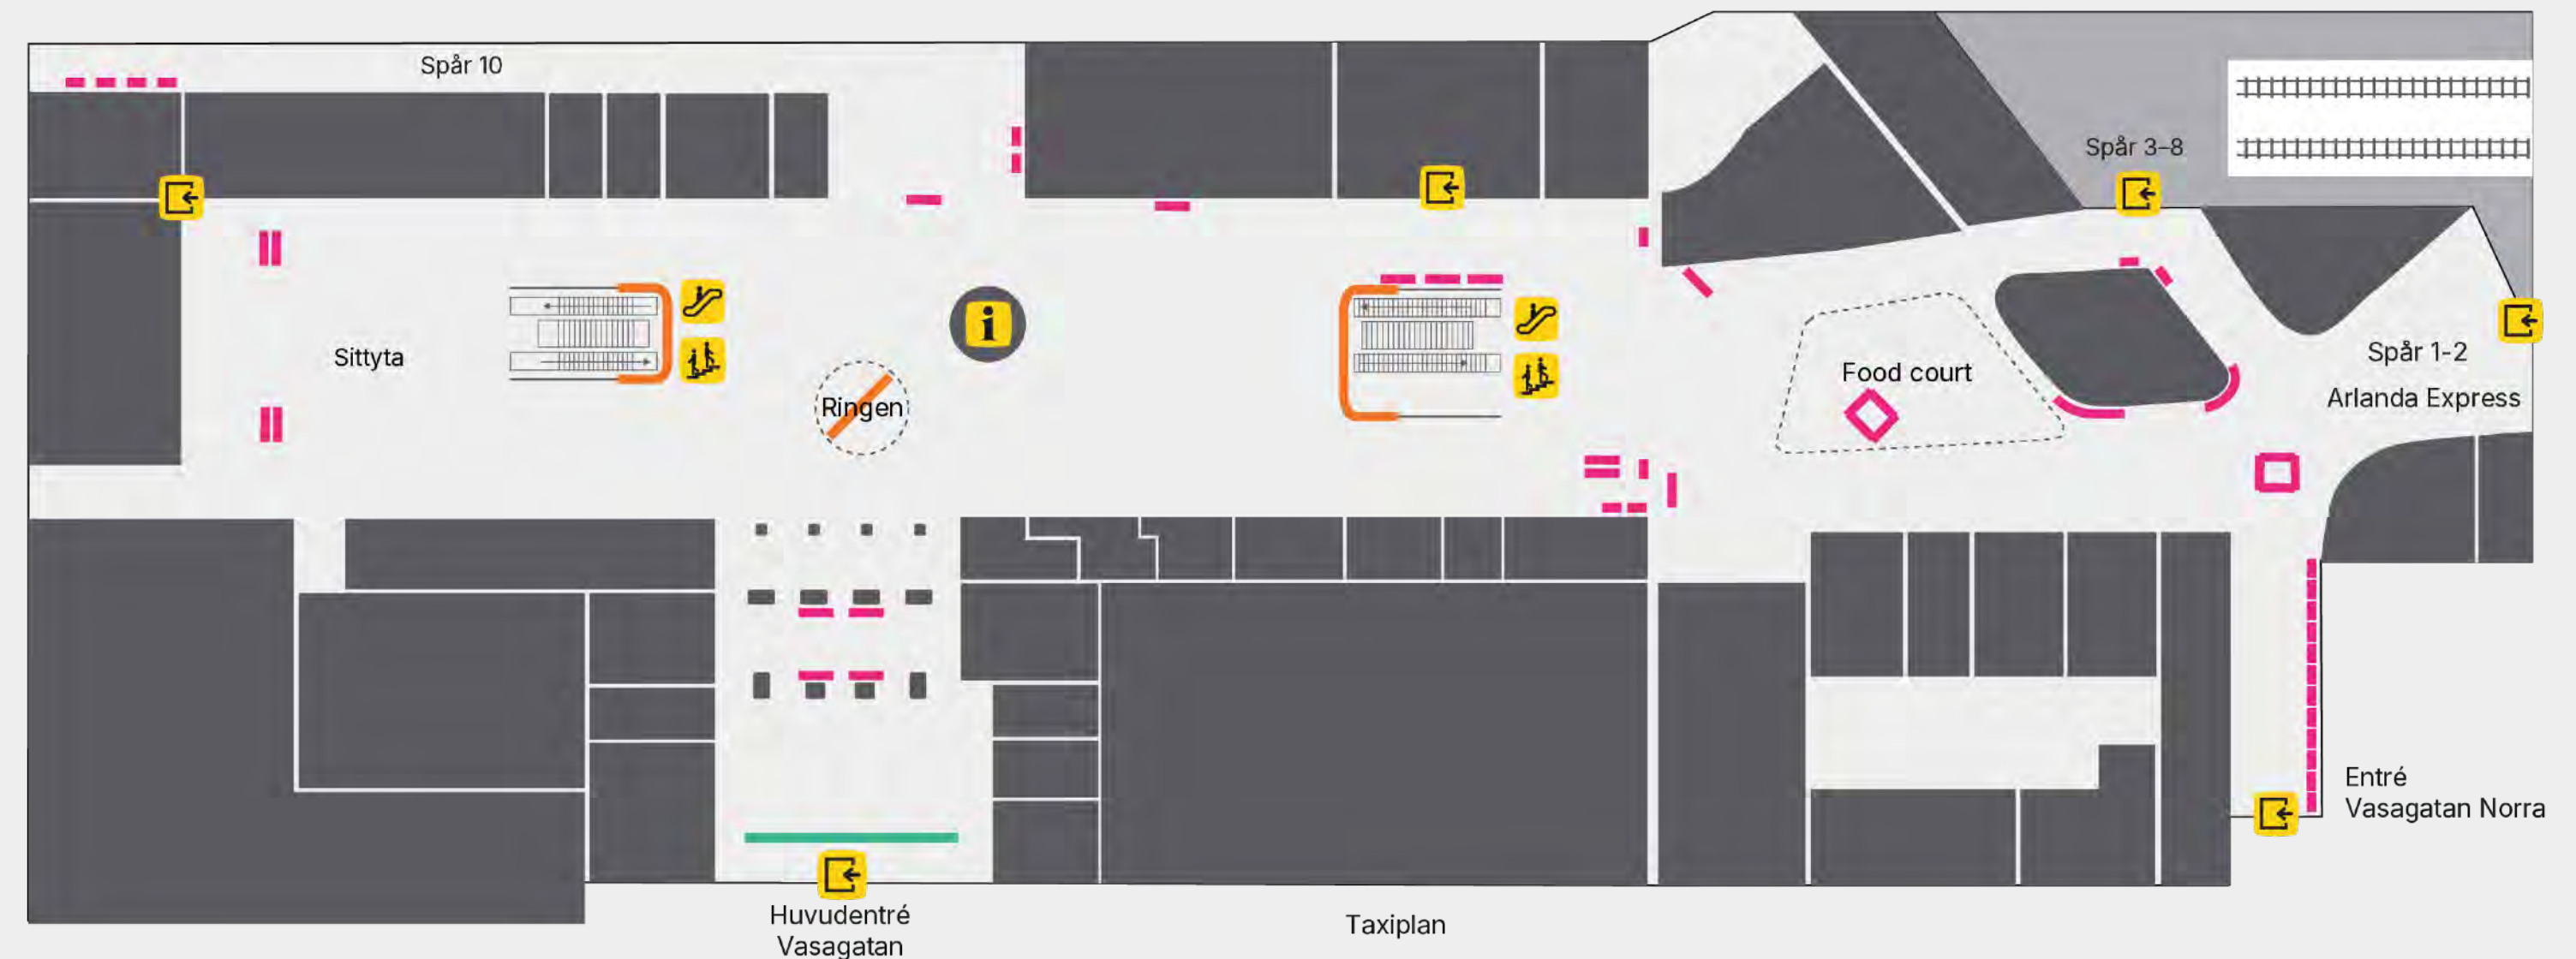 Spår 10
Spår 3–8
i
Sittyta
Ringen
Food court
Spår 1-2
Arlanda Express
Entré
Vasagatan Norra
Huvudentré
Vasagatan
Taxiplan